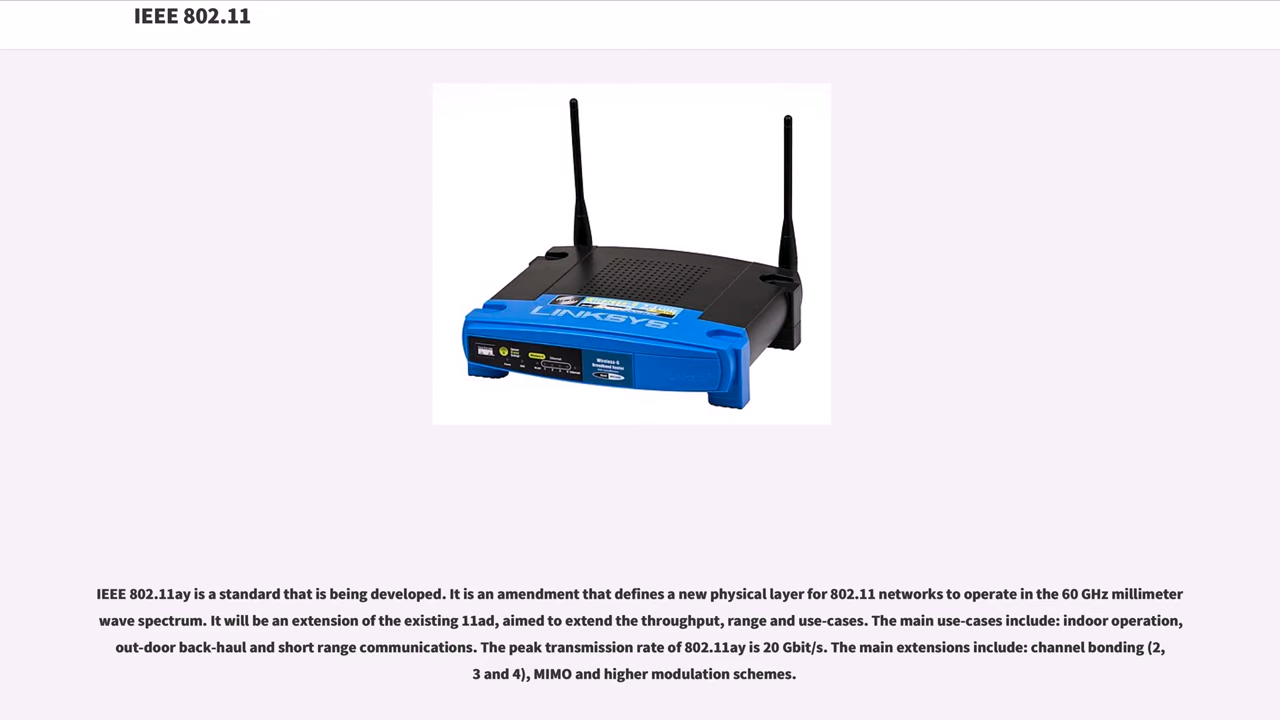 IEEE 802.11
LINKSYS
Wireless-G
Broadband Router
IEEE 802.11ay is a standard that is being developed. It is an amendment that defines a new physical layer for 802.11 networks to operate in the 60 GHz millimeter
wave spectrum. It will be an extension of the existing 11ad, aimed to extend the throughput, range and use-cases. The main use-cases include: indoor operation,
out-door back-haul and short range communications. The peak transmission rate of 802.11ay is 20 Gbit/s. The main extensions include: channel bonding (2,
3 and 4), MIMO and higher modulation schemes.